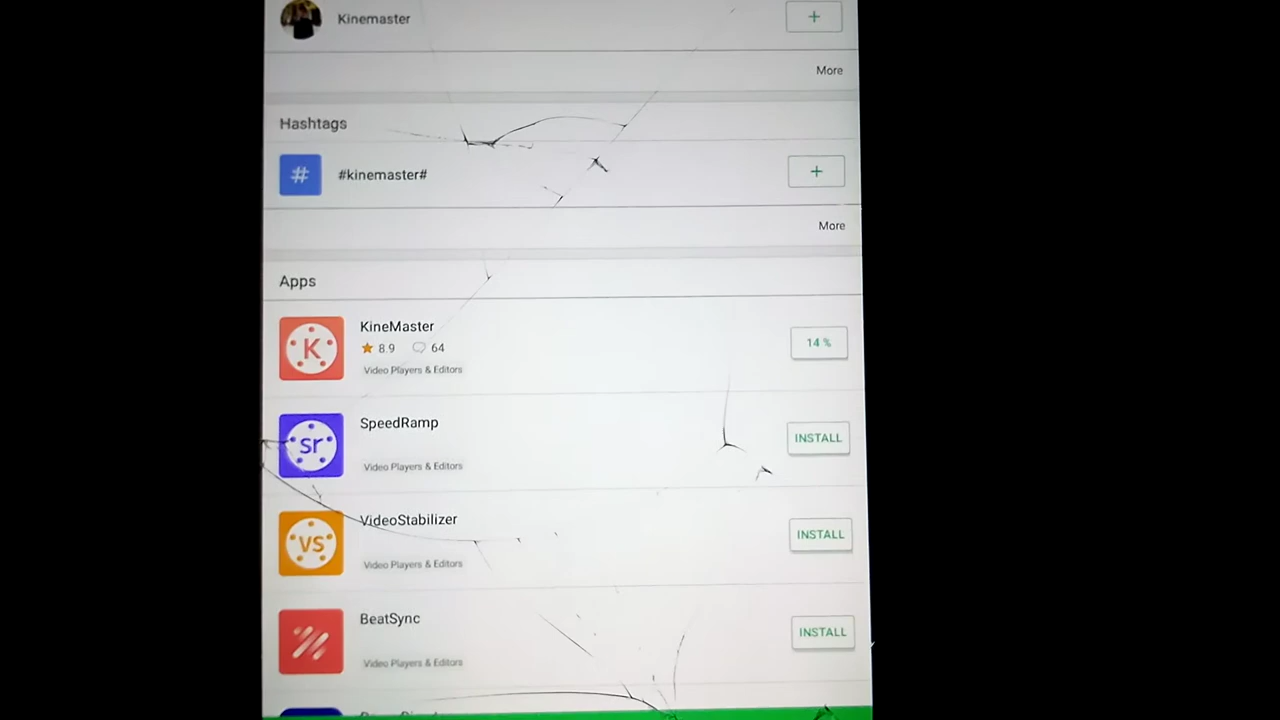 Kinemaster
+
More
Hashtags
# #kinemaster# +
More
Apps
K
KineMaster
8.9 64
14 %
Video Players & Editors
sr
SpeedRamp
INSTALL
Video Players & Editors
VS
VideoStabilizer
INSTALL
Video Players & Editors
BeatSync
INSTALL
Video Players & Editors